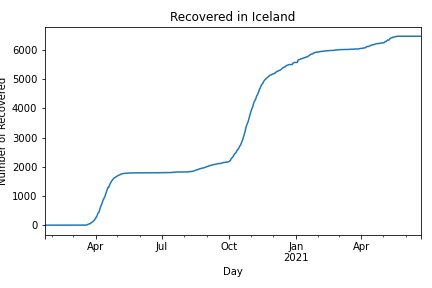 Recovered in Iceland
Number of Recovered
6000
5000
4000
3000
2000
1000
0
Apr
Jul
Oct
Jan
2021
Apr
Day